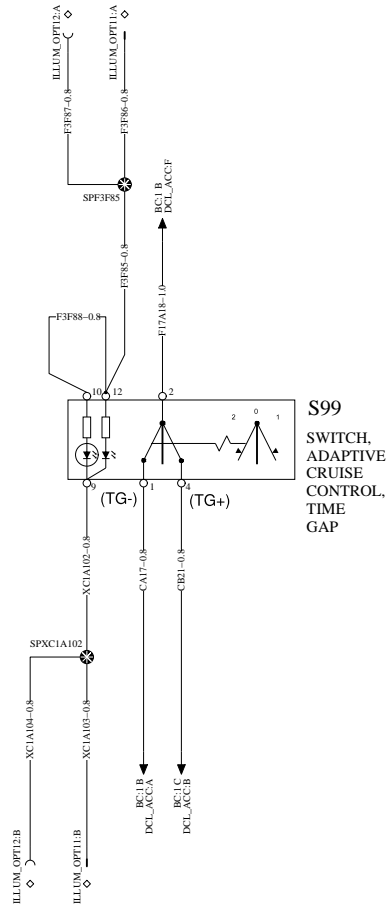 ILLUM_OPT12:A
ILLUM_OPT11:A
F3F87-0.8
F3F86-0.8
SPF3F85
BC:1 B
DCL_ACC:F
F3F85-0.8
F17A18-1.0
F3F88-0.8
10
12
2
S99
2
0
1
SWITCH,
ADAPTIVE
CRUISE
CONTROL,
TIME
GAP
9
(TG-)
1
4
(TG+)
XC1A102-0.8
CA17-0.8
CB21-0.8
SPXC1A102
XC1A104-0.8
XC1A103-0.8
BC:1 B
DCL_ACC:A
BC:1 C
DCL_ACC:B
ILLUM_OPT12:B
ILLUM_OPT11:B